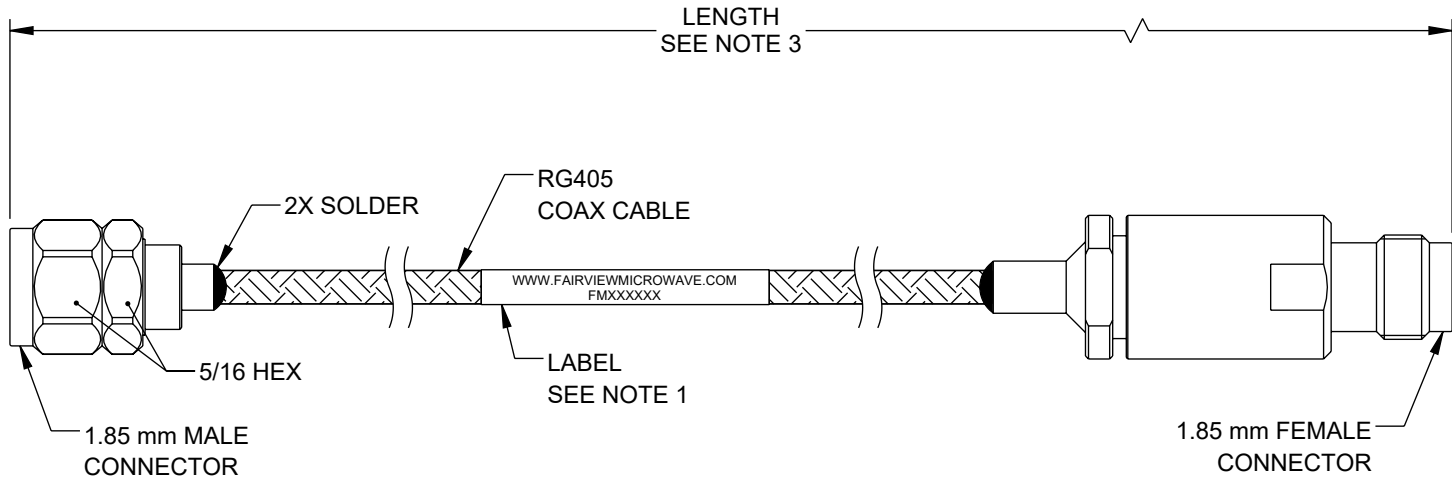 LENGTH
SEE NOTE 3
2X SOLDER
RG405
COAX CABLE
WWW.FAIRVIEWMICROWAVE.COM
FMXXXXXX
5/16 HEX
LABEL
SEE NOTE 1
1.85 mm MALE
CONNECTOR
1.85 mm FEMALE
CONNECTOR